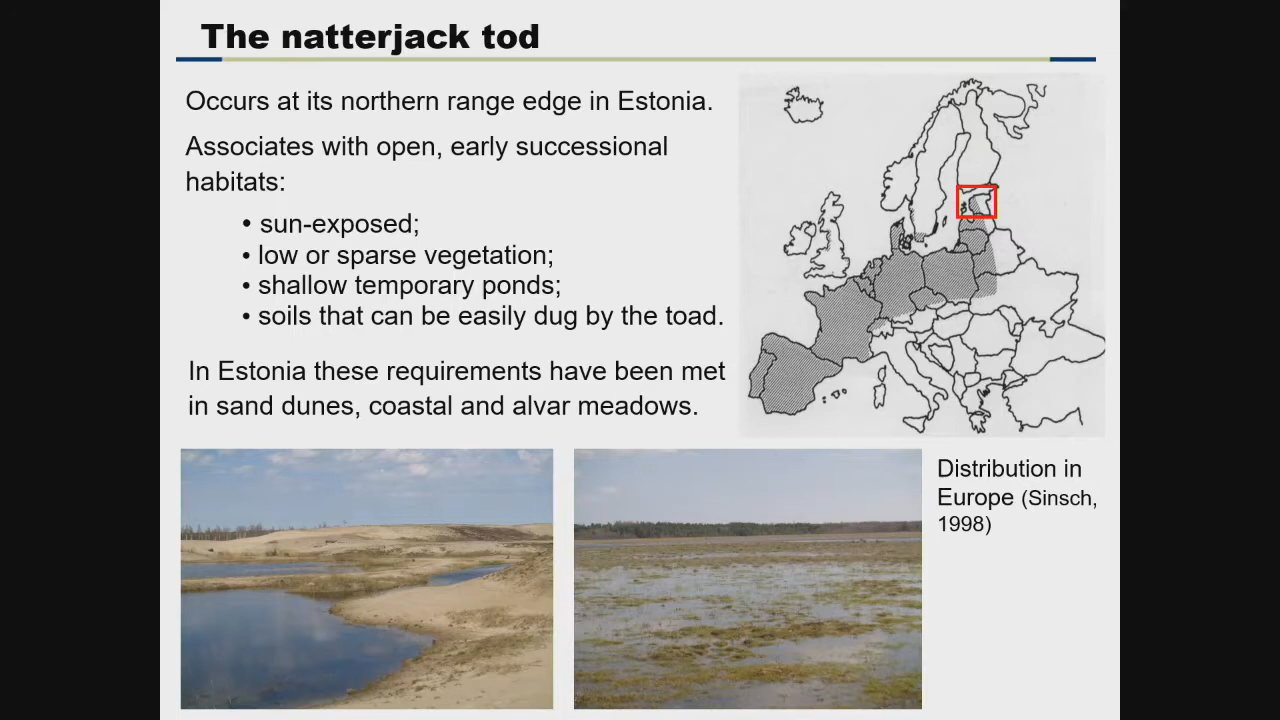 The natterjack tod
Occurs at its northern range edge in Estonia.
Associates with open, early successional
habitats:
• sun-exposed;
• low or sparse vegetation;
• shallow temporary ponds;
• soils that can be easily dug by the toad.
In Estonia these requirements have been met
in sand dunes, coastal and alvar meadows.
Distribution in
Europe (Sinsch,
1998)